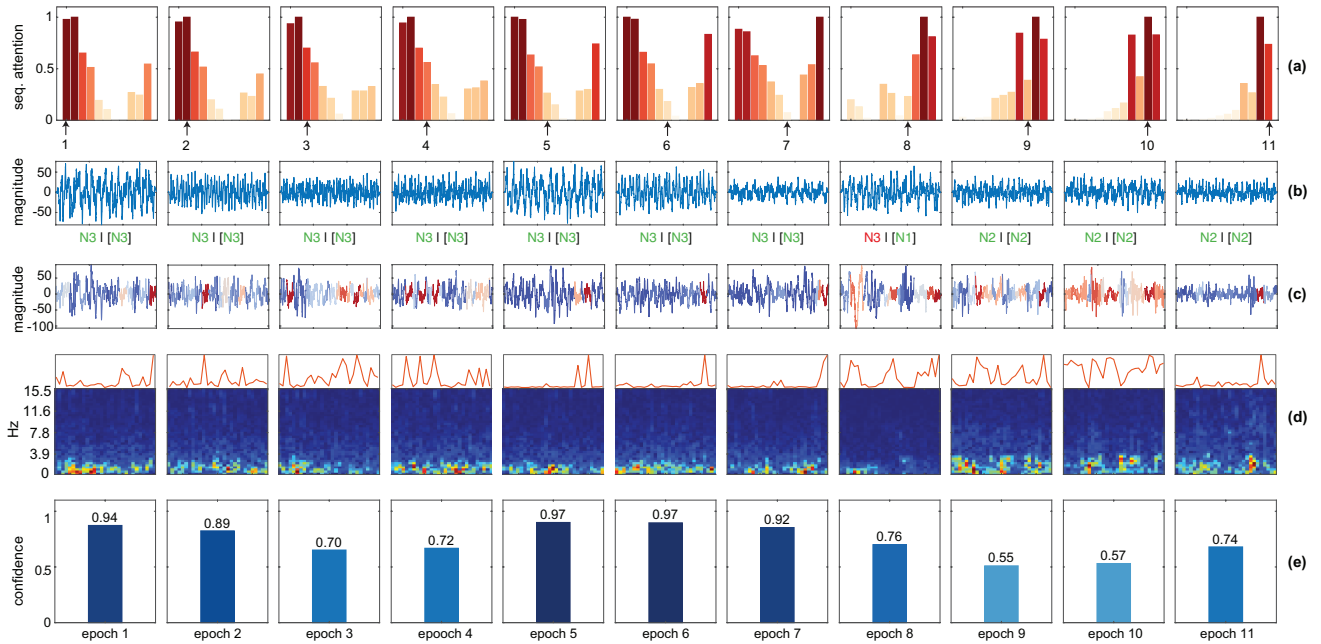 1
seq. attention
0.5
0
(a)
1 2 3 4 5 6 7 8 9 10 11
50
magnitude
0
-50
(b)
N3 I [N3] N3 I [N3] N3 I [N3] N3 I [N3] N3 I [N3] N3 I [N3] N3 I [N3] N3 I [N1] N2 I [N2] N2 I [N2] N2 I [N2]
50
magnitude
0
-50
-100
(c)
15.5
11.6
Hz
7.8
3.9
0
(d)
1
confidence
0.5
0
0.94 0.89 0.70 0.72 0.97 0.97 0.92 0.76 0.55 0.57 0.74
(e)
epoch 1 epoch 2 epoch 3 epooch 4 epoch 5 epoch 6 epoch 7 epoch 8 epoch 9 epoch 10 epoch 11